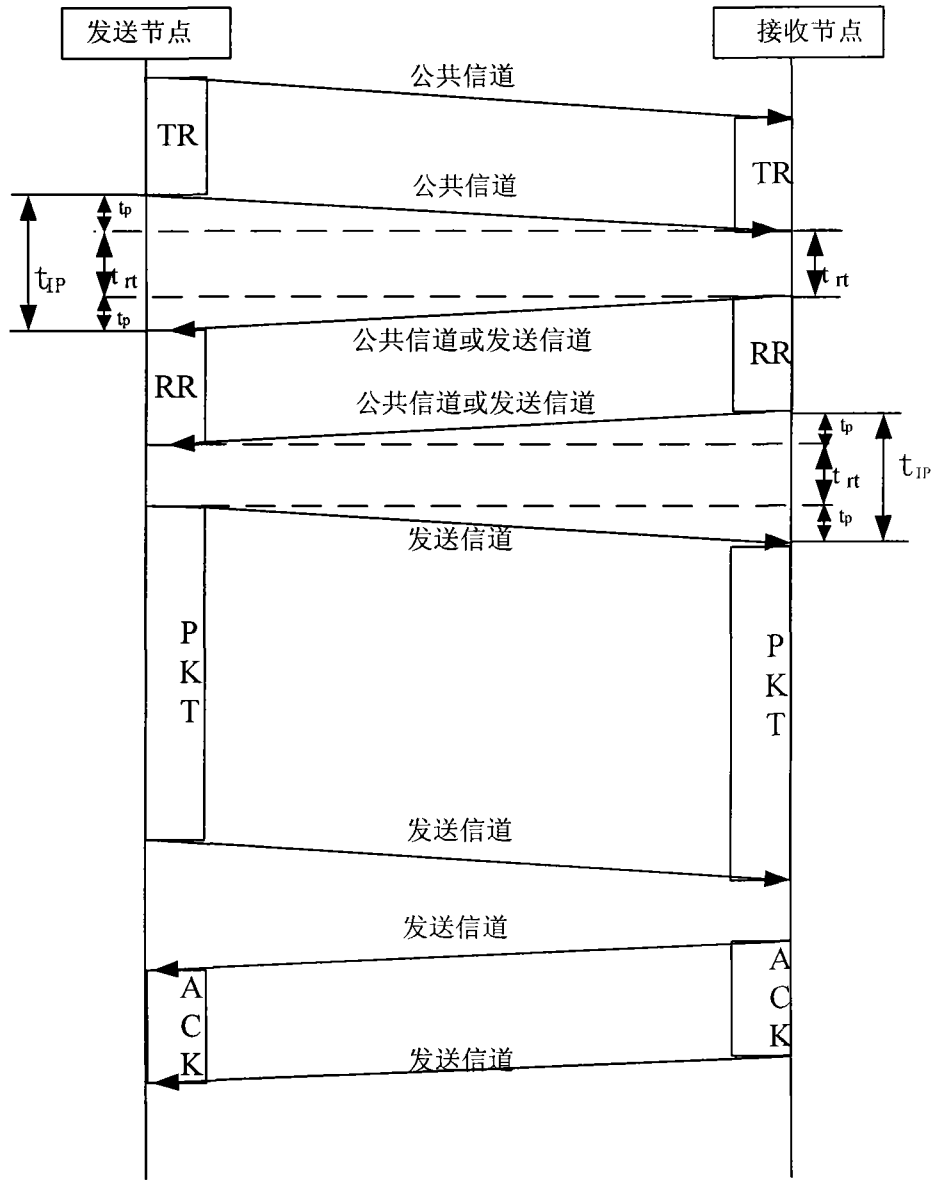 发送节点
接收节点
公共信道
TR
TR
公共信道
tp
t rt
tp
tIP
t rt
公共信道或发送信道
RR
RR
公共信道或发送信道
tp
t rt
tp
tIP
发送信道
P
K
T
P
K
T
发送信道
发送信道
A
C
K
A
C
K
发送信道